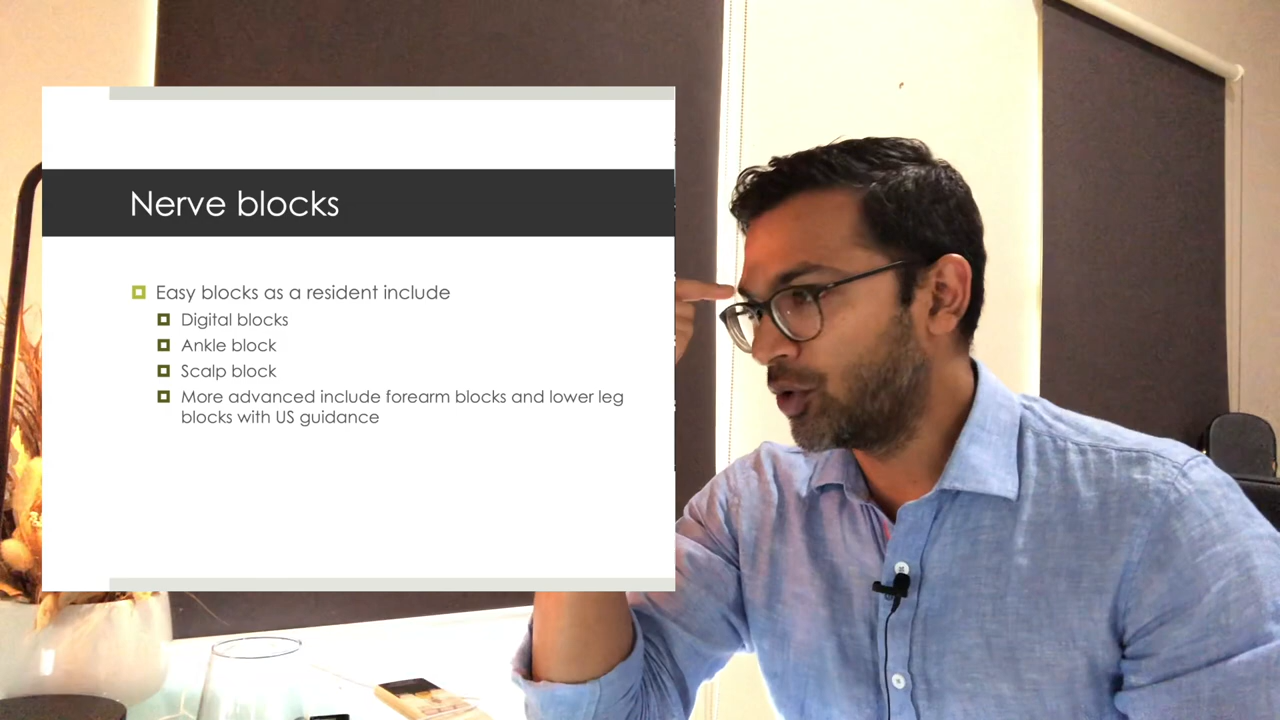 Nerve blocks
Easy blocks as a resident include
Digital blocks
Ankle block
Scalp block
More advanced include forearm blocks and lower leg
blocks with US guidance